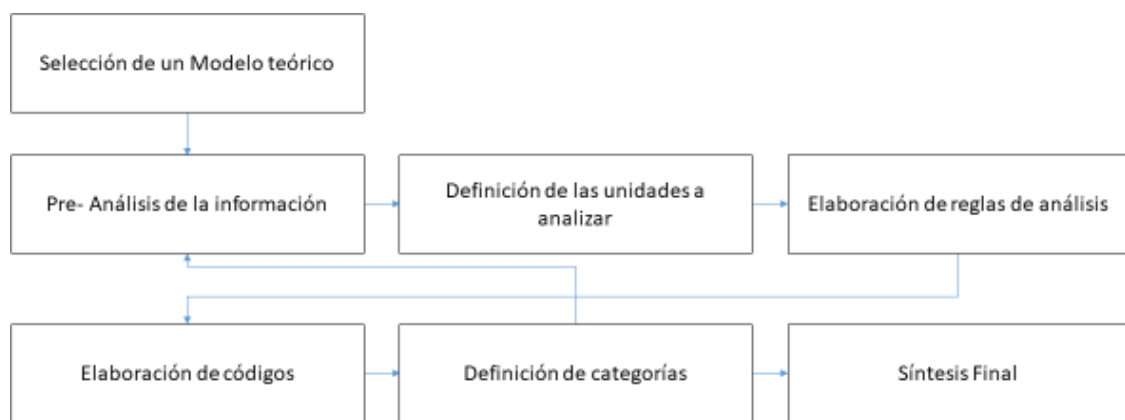 Selección de un Modelo teórico
Pre- Análisis de la información
Definición de las unidades a
analizar
Elaboración de reglas de análisis
Elaboración de códigos
Definición de categorías
Síntesis Final